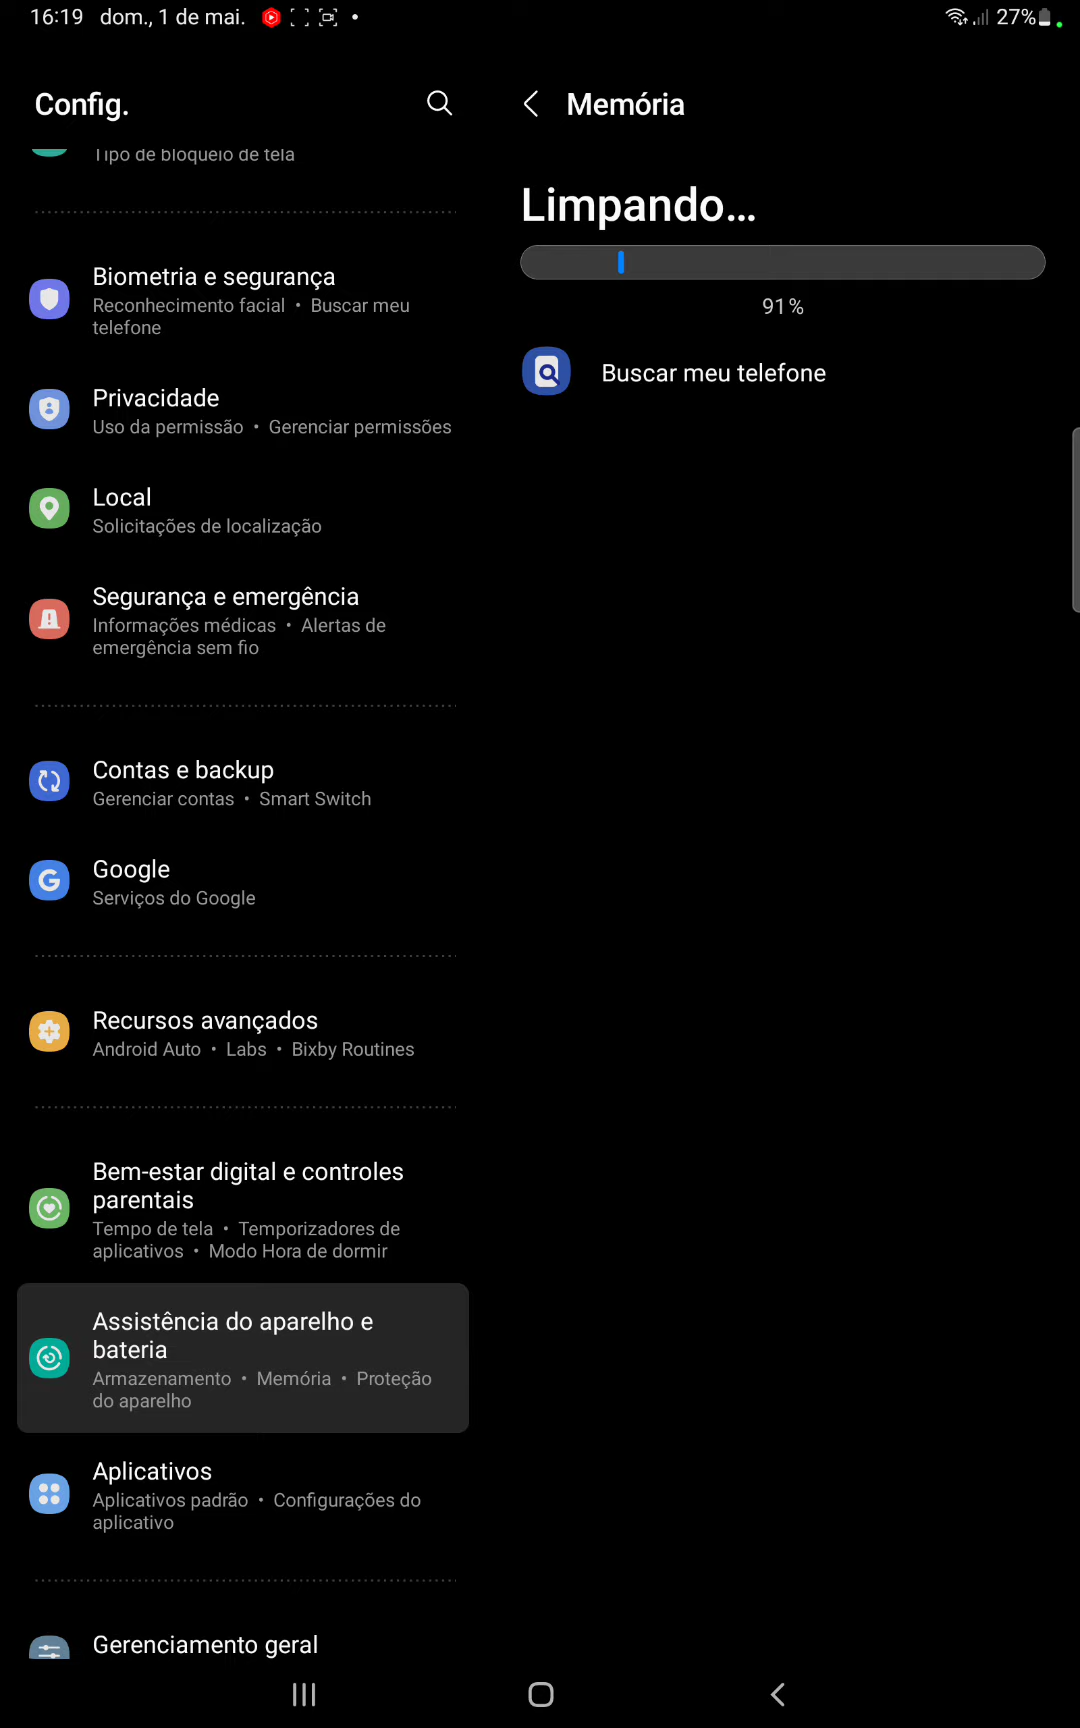 16:19 dom., 1 de mai. 27%
Config.
Tipo de bloqueio de tela
Biometria e segurança
Reconhecimento facial • Buscar meu
telefone
Privacidade
Uso da permissão • Gerenciar permissões
Local
Solicitações de localização
Segurança e emergência
Informações médicas • Alertas de
emergência sem fio
Contas e backup
Gerenciar contas • Smart Switch
Google
Serviços do Google
Recursos avançados
Android Auto • Labs • Bixby Routines
Bem-estar digital e controles
parentais
Tempo de tela • Temporizadores de
aplicativos • Modo Hora de dormir
Assistência do aparelho e
bateria
Armazenamento • Memória • Proteção
do aparelho
Aplicativos
Aplicativos padrão • Configurações do
aplicativo
Gerenciamento geral
Memória
Limpando...
91%
Buscar meu telefone